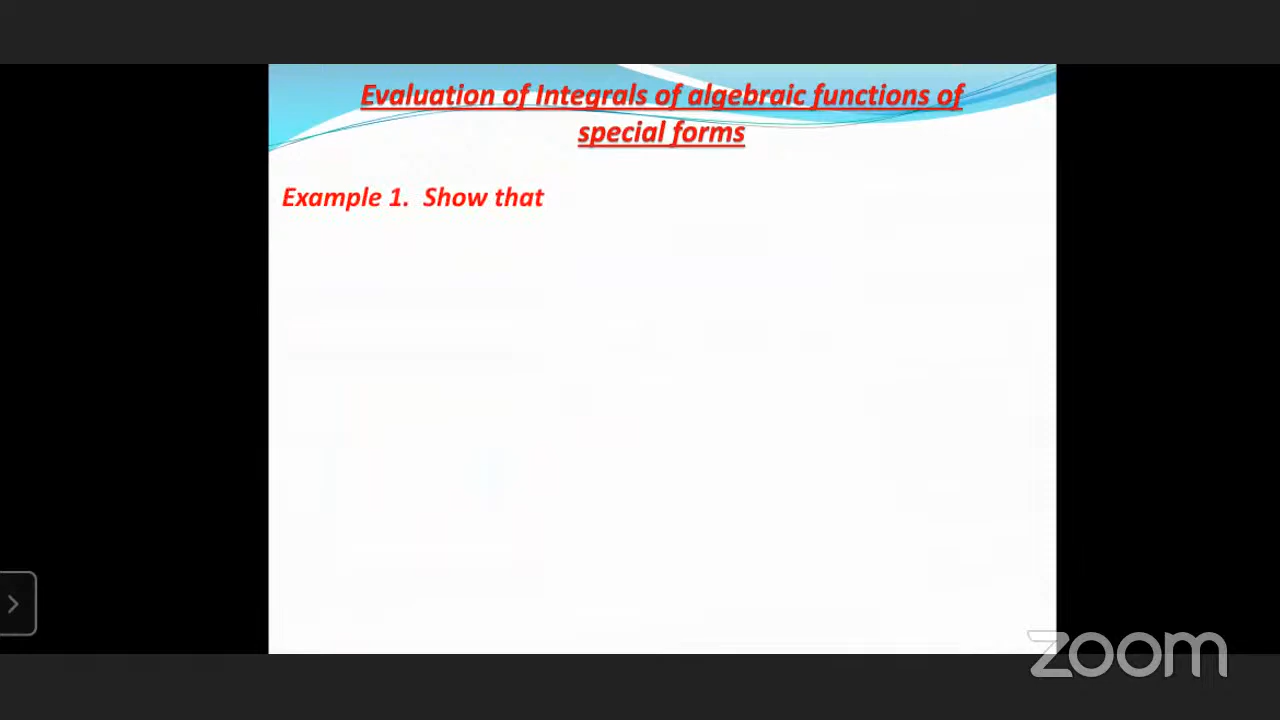 Evaluation of Integrals of algebraic functions of
special forms
Example 1. Show that
zoom